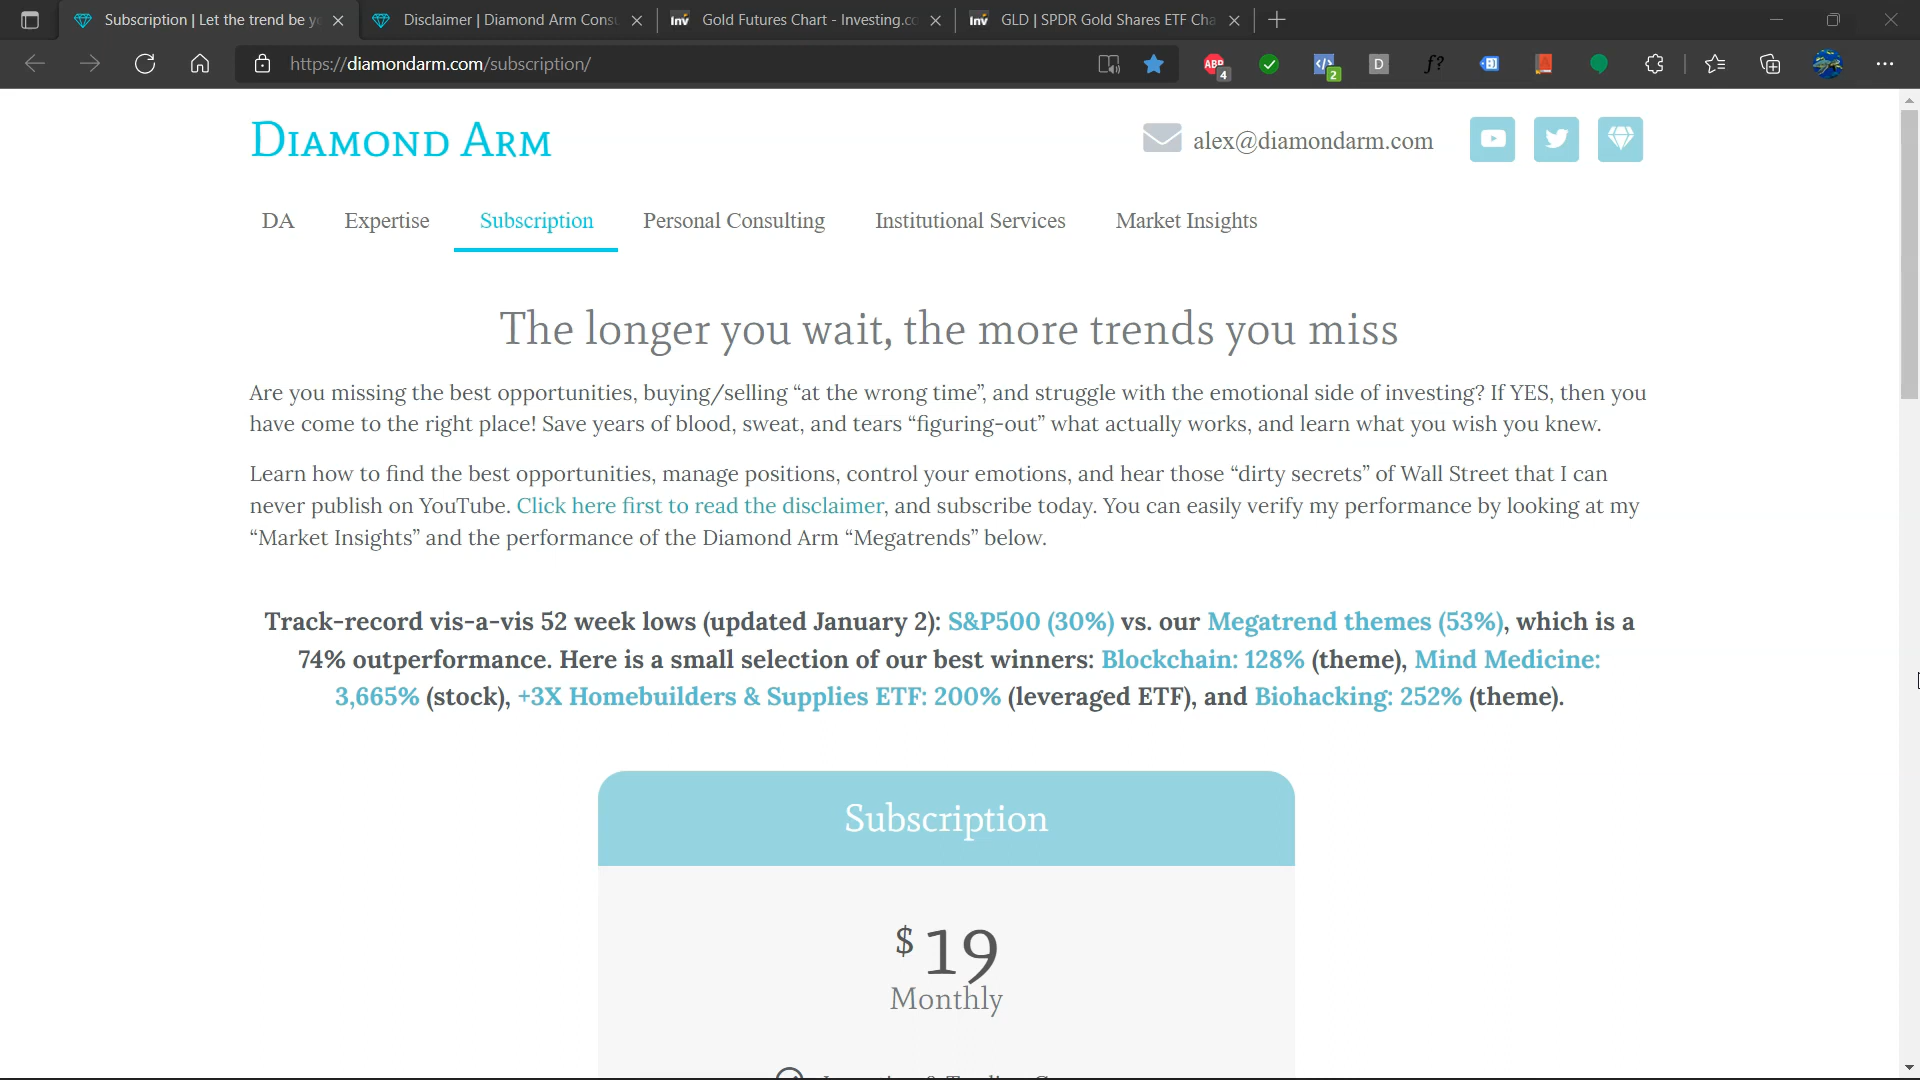 Subscription | Let the trend be y
Disclaimer | Diamond Arm Cons
Gold Futures Chart - Investing.co
GLD | SPDR Gold Shares ETF Cha
https://diamondarm.com/subscription/
ABP
4
2
D
f?
DIAMOND ARM
alex@diamondarm.com
DA
Expertise
Subscription
Personal Consulting
Institutional Services
Market Insights
The longer you wait, the more trends you miss
Are you missing the best opportunities, buying/selling “at the wrong time”, and struggle with the emotional side of investing? If YES, then you
have come to the right place! Save years of blood, sweat, and tears “figuring-out” what actually works, and learn what you wish you knew.
Learn how to find the best opportunities, manage positions, control your emotions, and hear those “dirty secrets” of Wall Street that I can
never publish on YouTube. Click here first to read the disclaimer, and subscribe today. You can easily verify my performance by looking at my
“Market Insights” and the performance of the Diamond Arm “Megatrends” below.
Track-record vis-a-vis 52 week lows (updated January 2): S&P500 (30%) vs. our Megatrend themes (53%), which is a
74% outperformance. Here is a small selection of our best winners: Blockchain: 128% (theme), Mind Medicine:
3,665% (stock), +3X Homebuilders & Supplies ETF: 200% (leveraged ETF), and Biohacking: 252% (theme).
Subscription
$19
Monthly